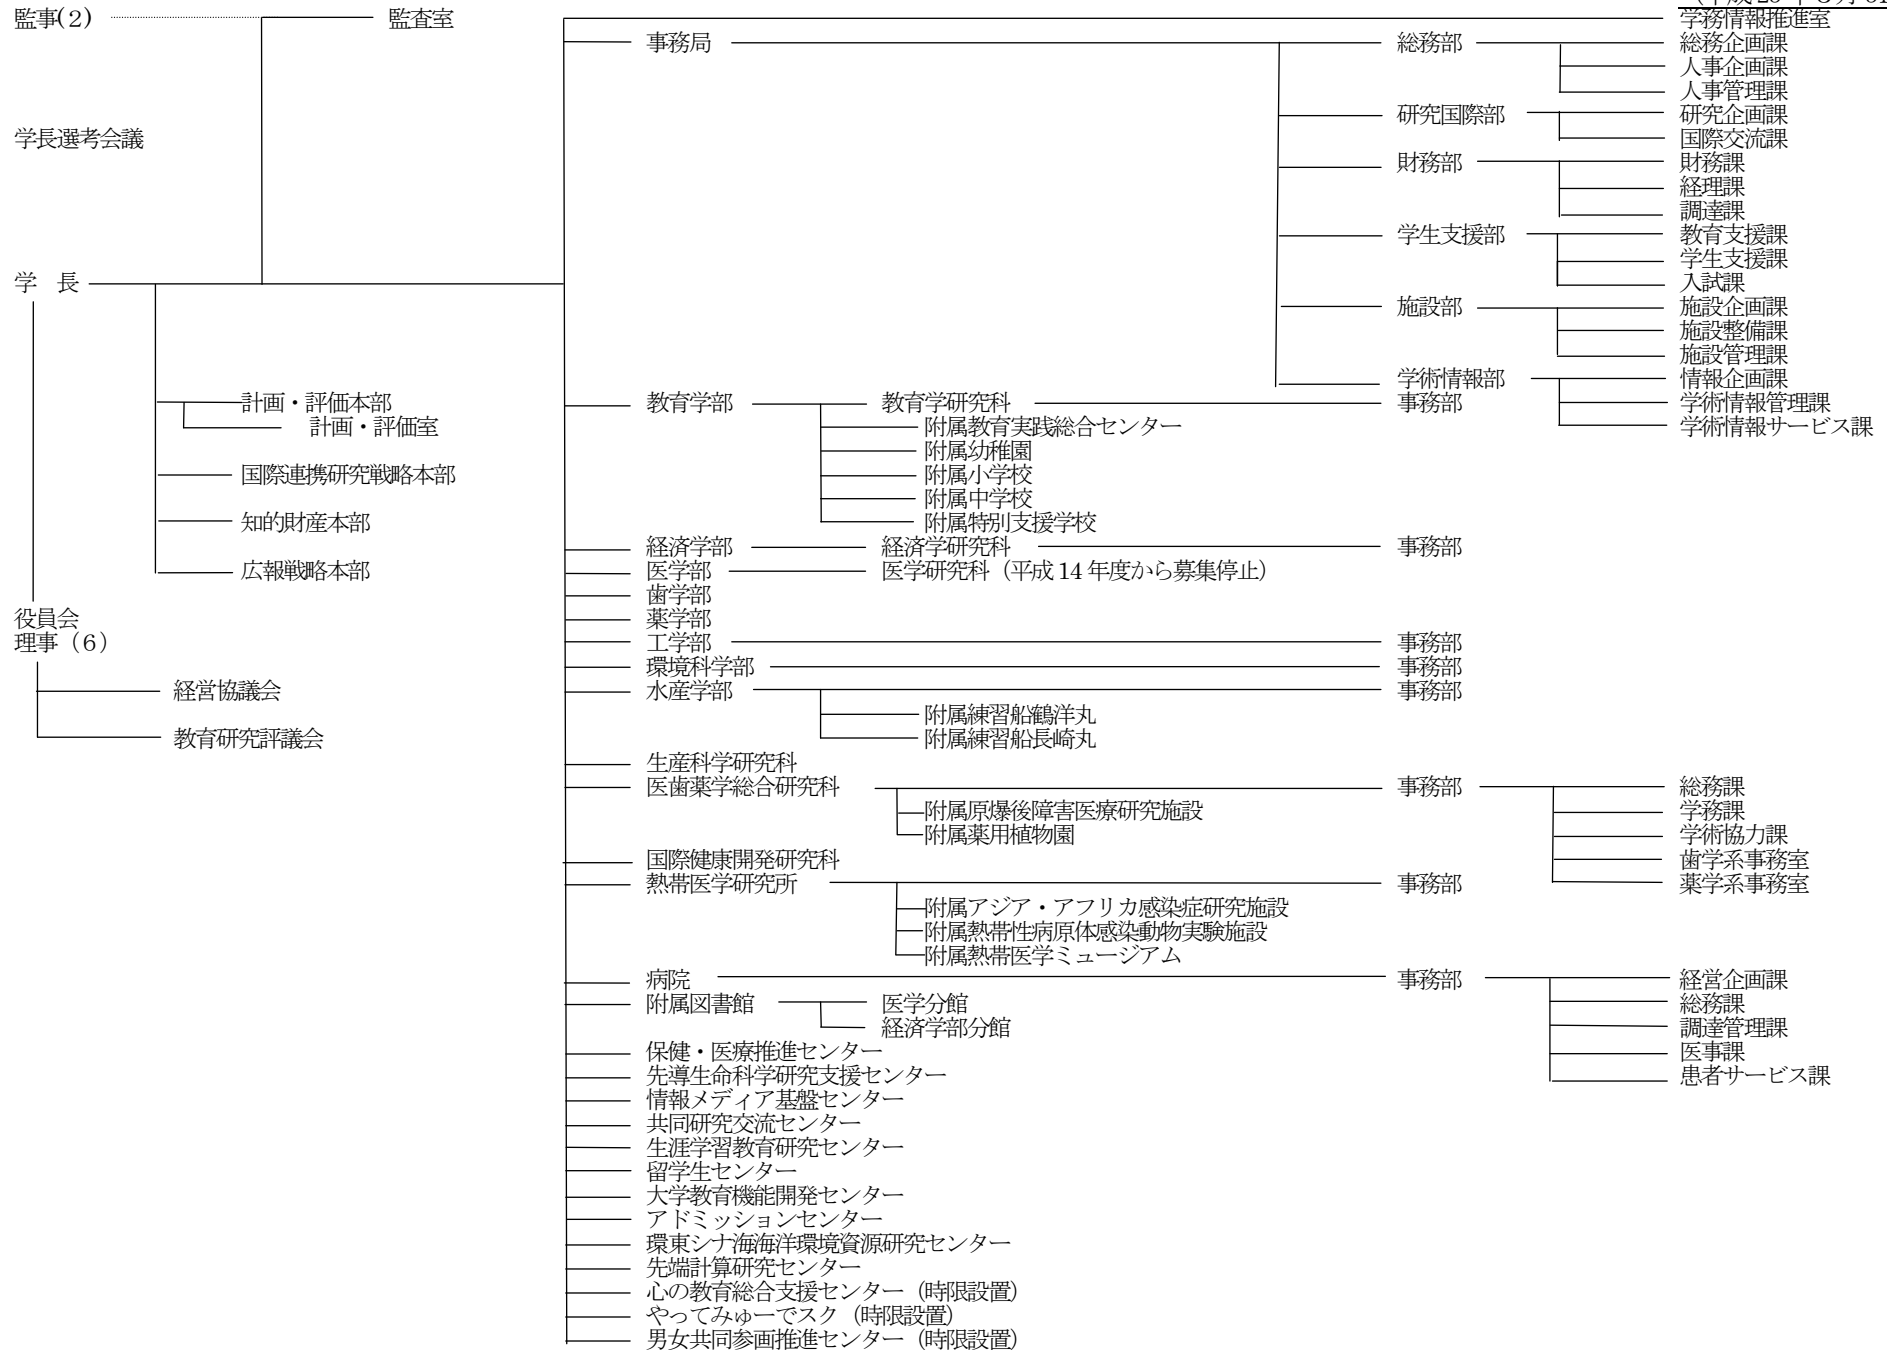 監事(2) 監査室 学務情報推進室
事務局 総務部 総務企画課
人事企画課
人事管理課
研究国際部 研究企画課
学長選考会議 国際交流課
財務部 財務課
経理課
調達課
学生支援部 教育支援課
学生支援課
学 長 入試課
施設部 施設企画課
施設整備課
施設管理課
学術情報部 情報企画課
計画・評価本部 教育学部 教育学研究科 事務部 学術情報管理課
計画・評価室 附属教育実践総合センター 学術情報サービス課
附属幼稚園
国際連携研究戦略本部 附属小学校
附属中学校
知的財産本部 附属特別支援学校
経済学部 経済学研究科 事務部
広報戦略本部 医学部 医学研究科（平成14年度から募集停止）
歯学部
役員会 薬学部
理事（6） 工学部 事務部
環境科学部 事務部
経営協議会 水産学部 事務部
附属練習船鶴洋丸
教育研究評議会 附属練習船長崎丸
生産科学研究科
医歯薬学総合研究科 事務部 総務課
附属原爆後障害医療研究施設 学務課
附属薬用植物園 学術協力課
国際健康開発研究科 歯学系事務室
熱帯医学研究所 事務部 薬学系事務室
附属アジア・アフリカ感染症研究施設
附属熱帯性病原体感染動物実験施設
附属熱帯医学ミュージアム
病院 事務部 経営企画課
附属図書館 医学分館 総務課
経済学部分館 調達管理課
保健・医療推進センター 医事課
先導生命科学研究支援センター 患者サービス課
情報メディア基盤センター
共同研究交流センター
生涯学習教育研究センター
留学生センター
大学教育機能開発センター
アドミッションセンター
環東シナ海海洋環境資源研究センター
先端計算研究センター
心の教育総合支援センター（時限設置）
やってみゅーでスク（時限設置）
男女共同参画推進センター（時限設置）